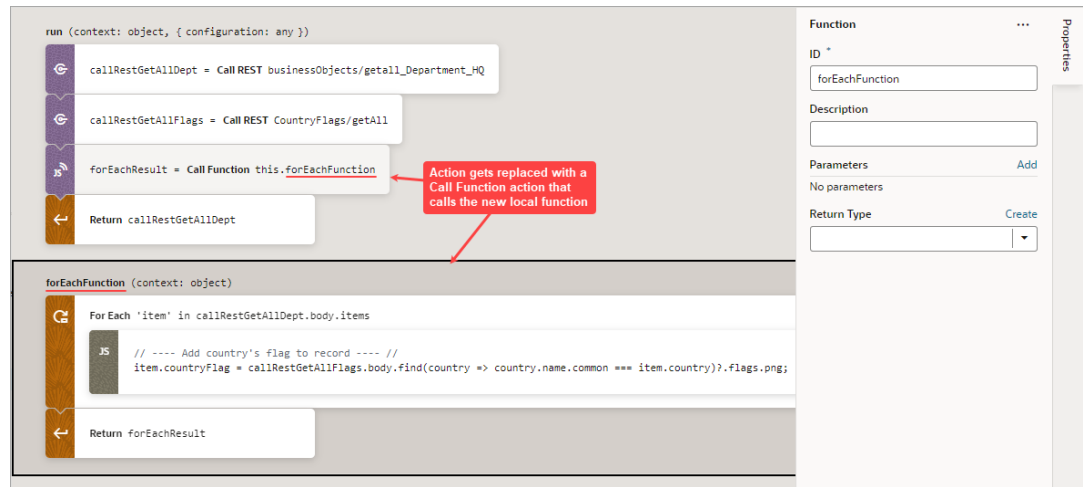 run (context: object, { configuration: any })
callRestGetAllDept = Call REST businessObjects/getall_Department_HQ
callRestGetAllFlags = Call REST CountryFlags/getAll
JS
forEachResult = Call Function this.forEachFunction
Return callRestGetAllDept
Action gets replaced with a
Call Function action that
calls the new local function
forEachFunction (context: object)
For Each 'item' in callRestGetAllDept.body.items
JS
// ---- Add country's flag to record ---- //
item.countryFlag = callRestGetAllFlags.body.find(country => country.name.common === item.country)?.flags.png;
Return forEachResult
Function
...
ID *
forEachFunction
Description
Parameters
Add
No parameters
Return Type
Create
Properties